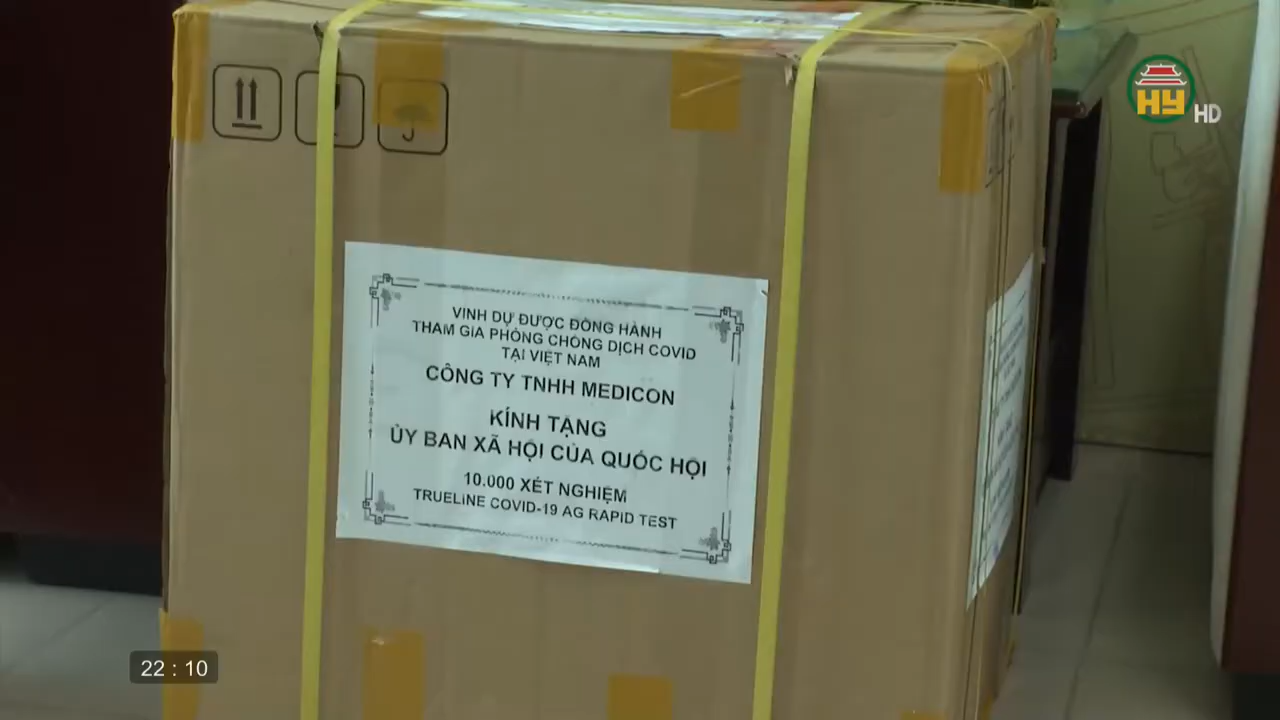 HY HD
VINH DỰ ĐƯỢC ĐỒNG HÀNH
THAM GIA PHÒNG CHỐNG DỊCH COVID
TẠI VIỆT NAM
CÔNG TY TNHH MEDICON
KÍNH TẶNG
ỦY BAN XÃ HỘI CỦA QUỐC HỘI
10.000 XÉT NGHIỆM
TRUELINE COVID-19 AG RAPID TEST
22 : 10